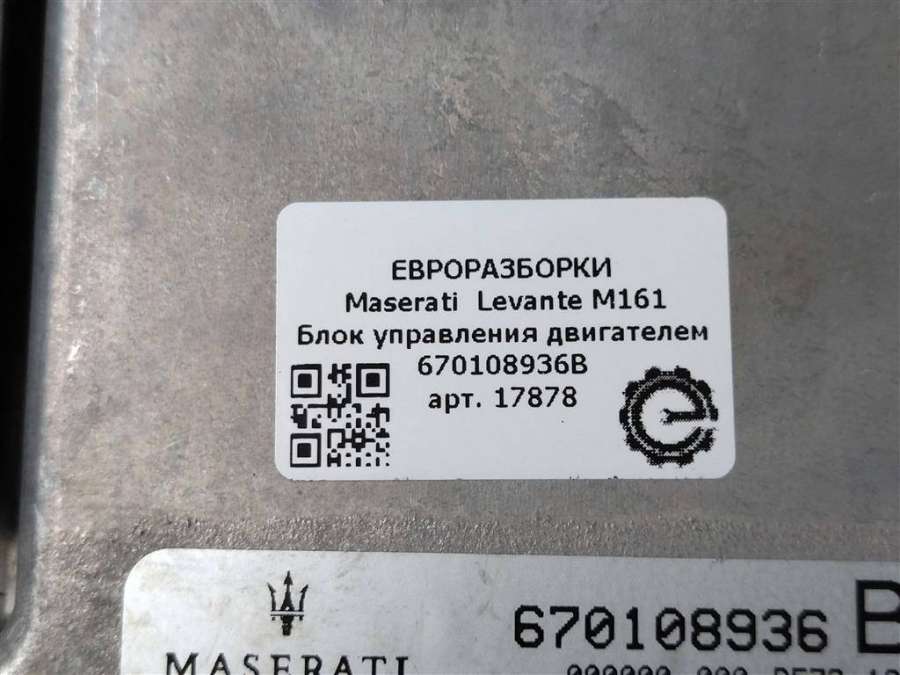 ЕВРОРАЗБОРКИ
Maserati Levante M161
Блок управления двигателем
670108936B
арт. 17878
670108936 B
MASERATI